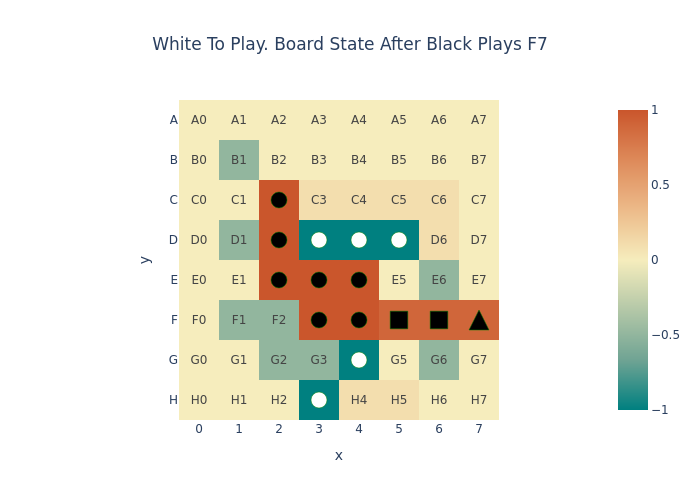 White To Play. Board State After Black Plays F7
A A0 A1 A2 A3 A4 A5 A6 A7
B B0 B1 B2 B3 B4 B5 B6 B7
C C0 C1 C3 C4 C5 C6 C7
D D0 D1 D6 D7
E E0 E1 E5 E6 E7
F F0 F1 F2
G G0 G1 G2 G3 G5 G6 G7
H H0 H1 H2 H4 H5 H6 H7
0 1 2 3 4 5 6 7
x
y
1
0.5
0
−0.5
−1